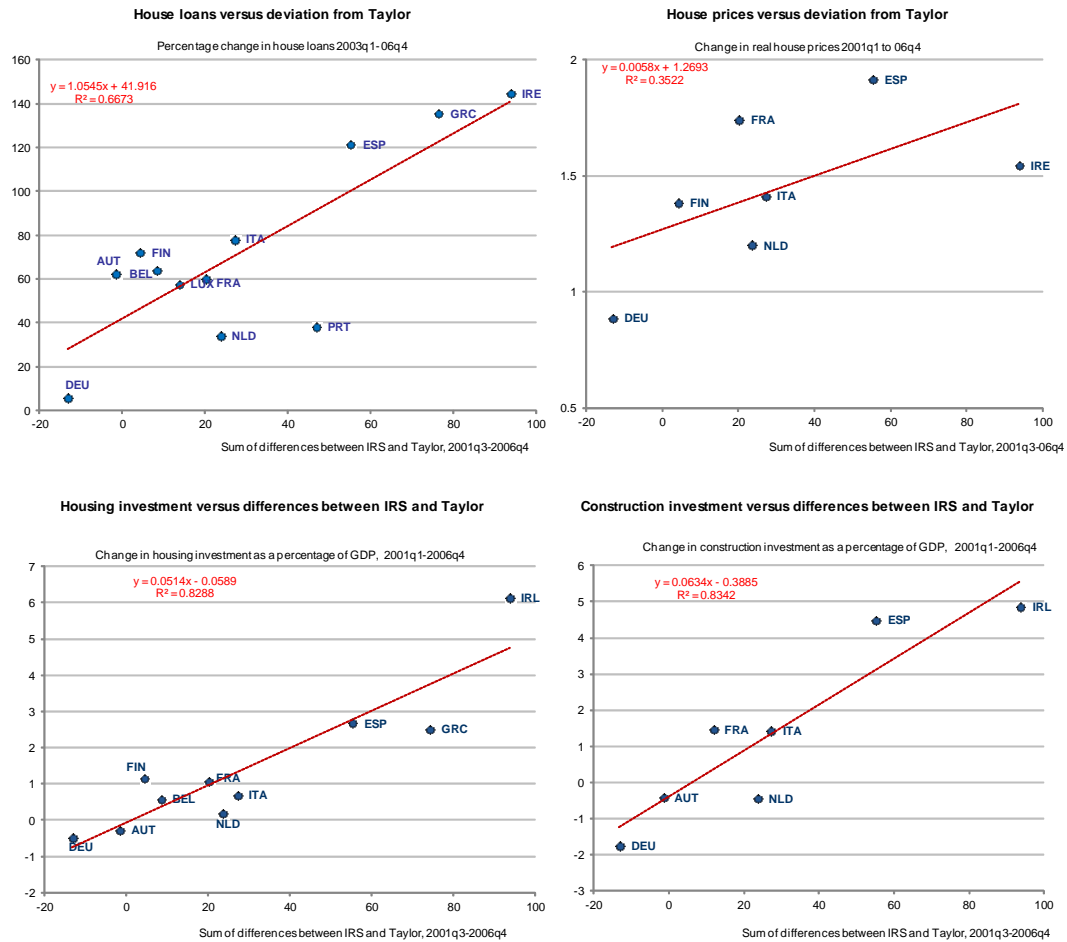 House loans versus deviation from Taylor
Percentage change in house loans 2003q1-06q4
y = 1.0545x + 41.916
R² = 0.6673
160
140
120
100
80
60
40
20
0
IRE
GRC
ESP
ITA
FIN
AUT
BEL
LUX
FRA
NLD
PRT
DEU
-20
0
20
40
60
80
100
Sum of differences between IRS and Taylor, 2001q3-2006q4
House prices versus deviation from Taylor
Change in real house prices 2001q1 to 06q4
y = 0.0058x + 1.2693
R² = 0.3522
2
1.5
1
0.5
ESP
FRA
IRE
FIN
ITA
NLD
DEU
-20
0
20
40
60
80
100
Sum of differences between IRS and Taylor, 2001q3-06q4
Housing investment versus differences between IRS and Taylor
Change in housing investment as a percentage of GDP, 2001q1-2006q4
y = 0.0514x - 0.0589
R² = 0.8288
7
6
5
4
3
2
1
0
-1
-2
IRL
ESP
GRC
FIN
FRA
BEL
ITA
NLD
AUT
DEU
-20
0
20
40
60
80
100
Sum of differences between IRS and Taylor, 2001q3-2006q4
Construction investment versus differences between IRS and Taylor
Change in construction investment as a percentage of GDP, 2001q1-2006q4
y = 0.0634x - 0.3885
R² = 0.8342
6
5
4
3
2
1
0
-1
-2
-3
IRL
ESP
FRA
ITA
AUT
NLD
DEU
-20
0
20
40
60
80
100
Sum of differences between IRS and Taylor, 2001q3-2006q4